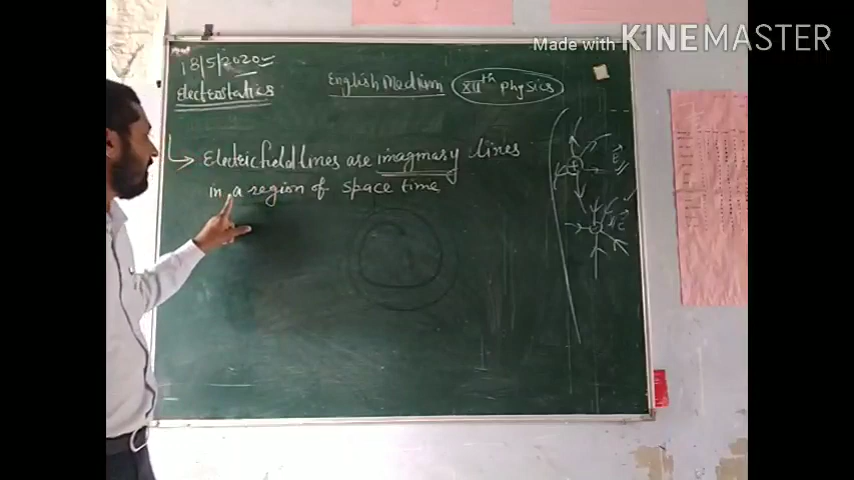 Made with KINEMASTER
18/5/2020
Electrostatics
English Medium XIIth Physics
Electric field lines are imagmary lines
in a region of space time
+
E
-
E